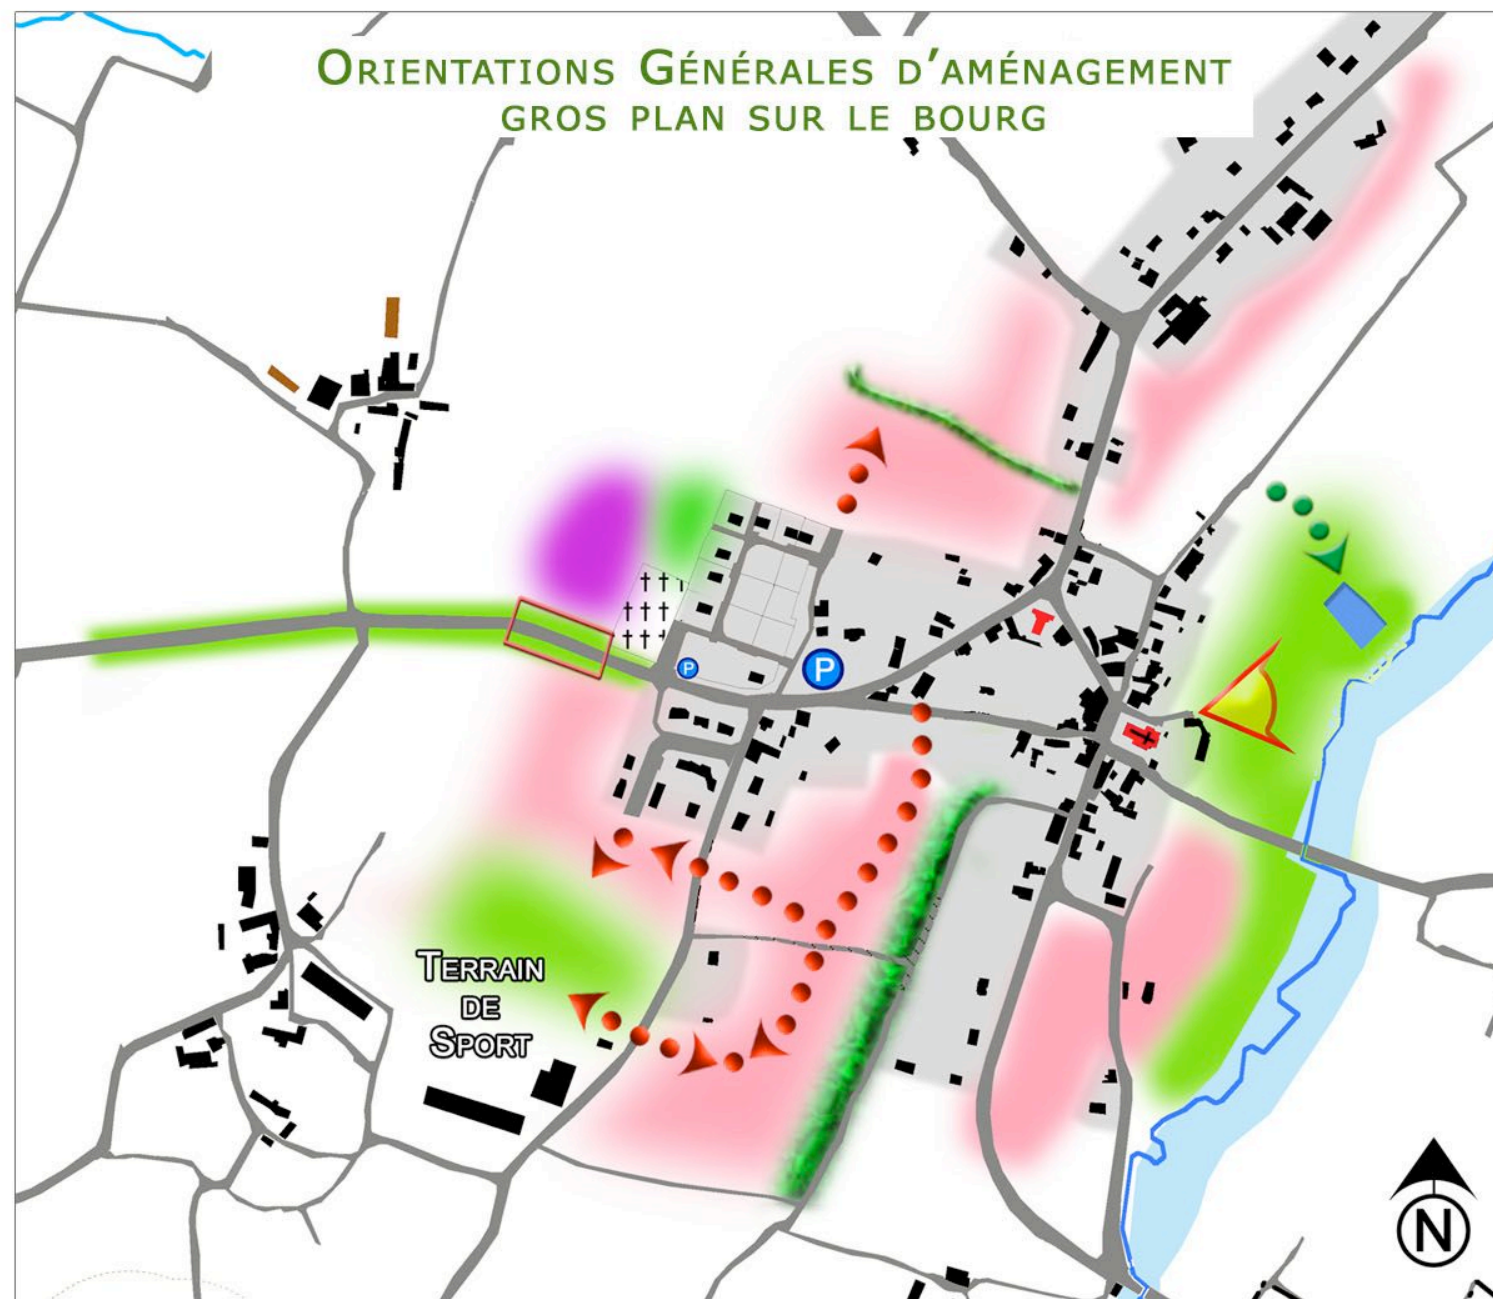 ORIENTATIONS GÉNÉRALES D'AMÉNAGEMENT
GROS PLAN SUR LE BOURG
P
P
TERRAIN
DE
SPORT
N